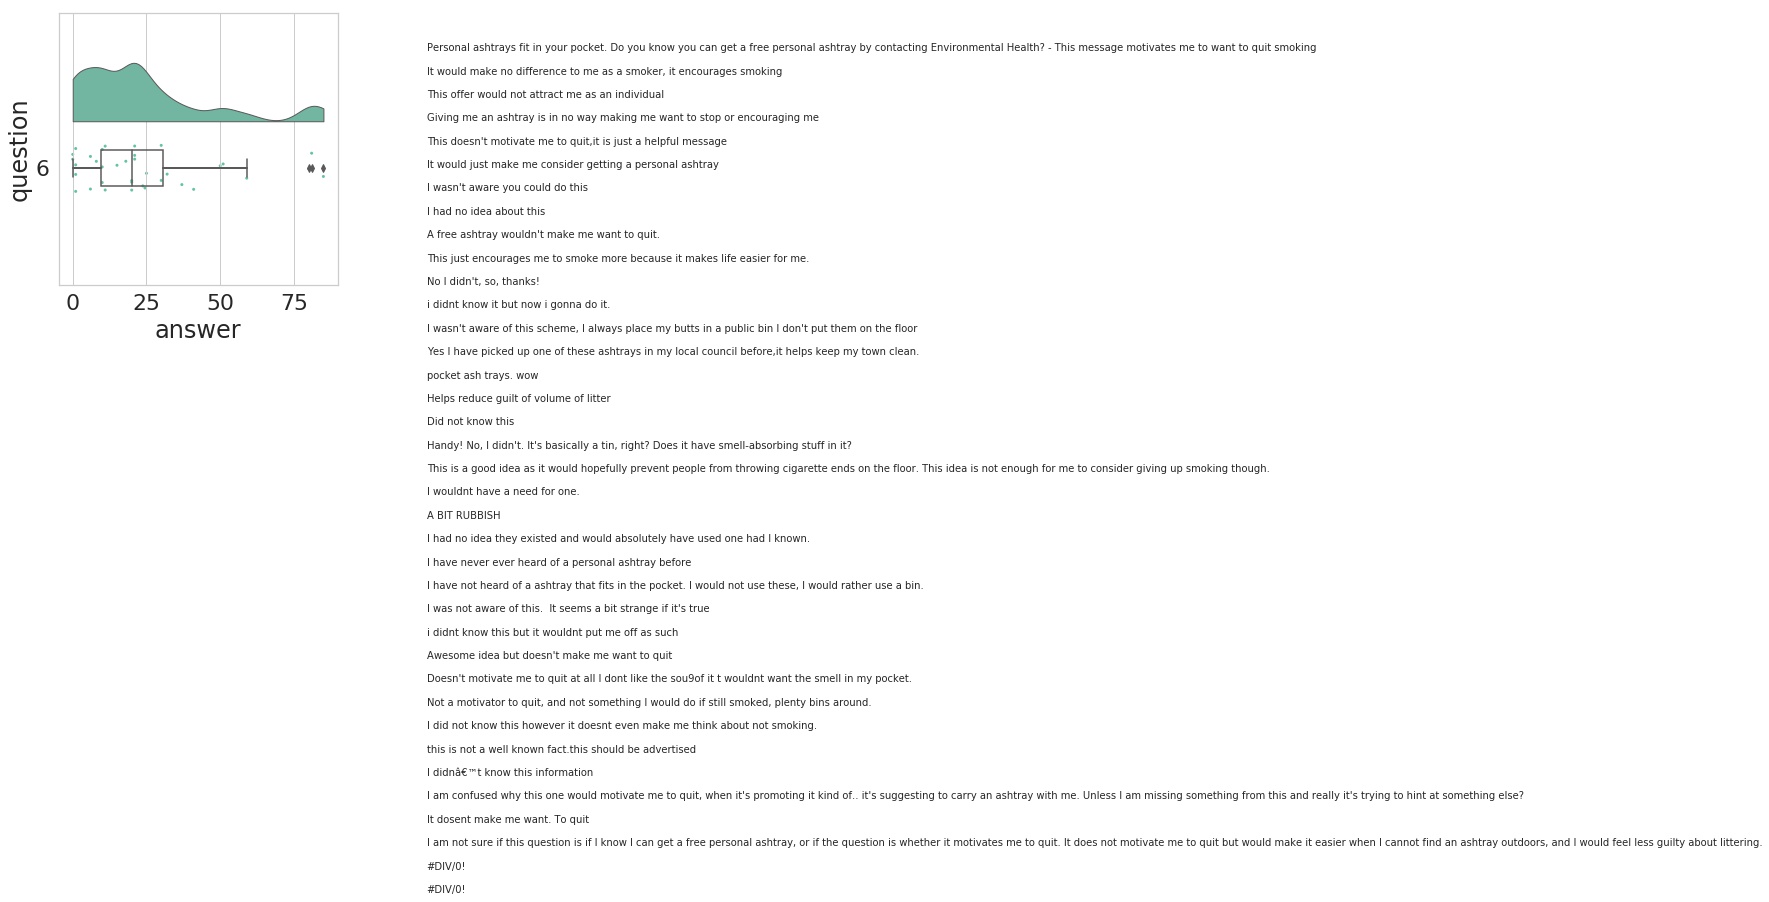 question
6
0 25 50 75
answer
Personal ashtrays fit in your pocket. Do you know you can get a free personal ashtray by contacting Environmental Health? - This message motivates me to want to quit smoking
It would make no difference to me as a smoker, it encourages smoking
This offer would not attract me as an individual
Giving me an ashtray is in no way making me want to stop or encouraging me
This doesn't motivate me to quit,it is just a helpful message
It would just make me consider getting a personal ashtray
I wasn't aware you could do this
I had no idea about this
A free ashtray wouldn't make me want to quit.
This just encourages me to smoke more because it makes life easier for me.
No I didn't, so, thanks!
i didnt know it but now i gonna do it.
I wasn't aware of this scheme, I always place my butts in a public bin I don't put them on the floor
Yes I have picked up one of these ashtrays in my local council before,it helps keep my town clean.
pocket ash trays. wow
Helps reduce guilt of volume of litter
Did not know this
Handy! No, I didn't. It's basically a tin, right? Does it have smell-absorbing stuff in it?
This is a good idea as it would hopefully prevent people from throwing cigarette ends on the floor. This idea is not enough for me to consider giving up smoking though.
I wouldnt have a need for one.
A BIT RUBBISH
I had no idea they existed and would absolutely have used one had I known.
I have never ever heard of a personal ashtray before
I have not heard of a ashtray that fits in the pocket. I would not use these, I would rather use a bin.
I was not aware of this.  It seems a bit strange if it's true
i didnt know this but it wouldnt put me off as such
Awesome idea but doesn't make me want to quit
Doesn't motivate me to quit at all I dont like the sou9of it t wouldnt want the smell in my pocket.
Not a motivator to quit, and not something I would do if still smoked, plenty bins around.
I did not know this however it doesnt even make me think about not smoking.
this is not a well known fact.this should be advertised
I didnâ€™t know this information
I am confused why this one would motivate me to quit, when it's promoting it kind of.. it's suggesting to carry an ashtray with me. Unless I am missing something from this and really it's trying to hint at something else?
It dosent make me want. To quit
I am not sure if this question is if I know I can get a free personal ashtray, or if the question is whether it motivates me to quit. It does not motivate me to quit but would make it easier when I cannot find an ashtray outdoors, and I would feel less guilty about littering.
#DIV/0!
#DIV/0!